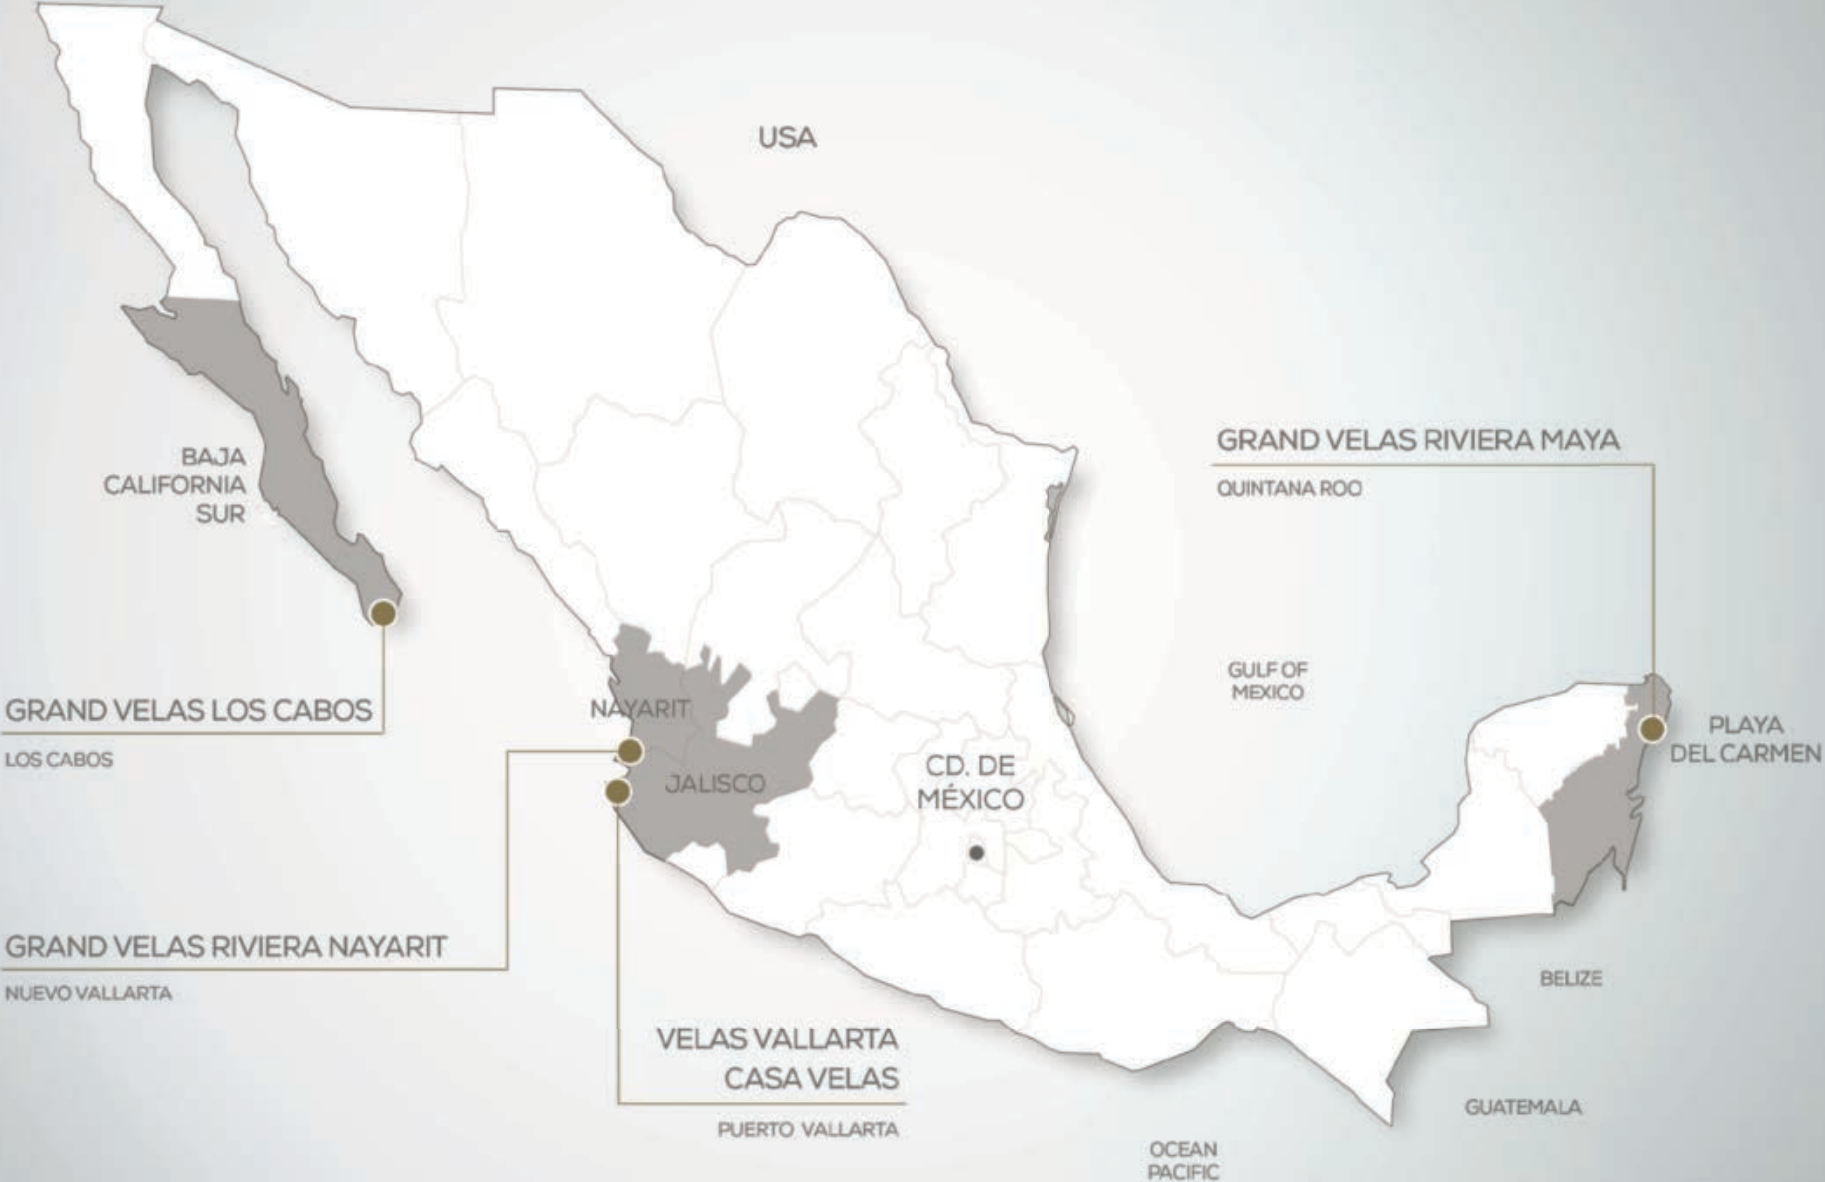 USA
GRAND VELAS RIVIERA MAYA
QUINTANA ROO
BAJA
CALIFORNIA
SUR
GULF OF
MEXICO
GRAND VELAS LOS CABOS
LOS CABOS
NAYARIT
PLAYA
DEL CARMEN
JALISCO
CD. DE
MÉXICO
GRAND VELAS RIVIERA NAYARIT
NUEVO VALLARTA
BELIZE
VELAS VALLARTA
CASA VELAS
PUERTO VALLARTA
GUATEMALA
OCEAN
PACIFIC